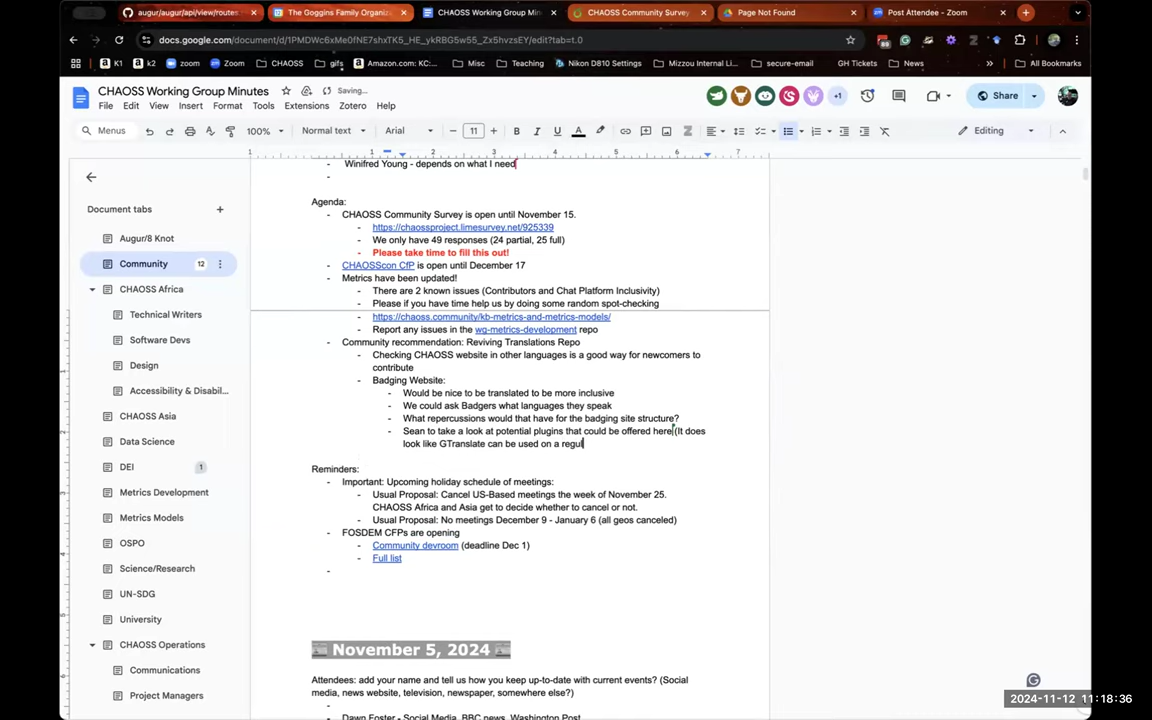 augur/augur/api/view/routes
The Goggins Family Organiz
CHAOSS Working Group Min
CHAOSS Community Survey
Page Not Found
Post Attendee - Zoom
docs.google.com/document/d/1PMDWc6xMe0fNE7shxTK5_HE_ykRBG5w55_Zx5hvzsEY/edit?tab=t.0
K1
k2
zoom
Zoom
CHAOSS
gifs
Amazon.com: KC:...
Misc
Teaching
Nikon D810 Settings
Mizzou Internal Li...
secure-email
GH Tickets
News
All Bookmarks
CHAOSS Working Group Minutes
Saving...
File Edit View Insert Format Tools Extensions Zotero Help
+1
Share
Menus
100%
Normal text
Arial
11
Editing
1 1 2 3 4 5 6 7
Document tabs
Augur/8 Knot
Community 12
CHAOSS Africa
Technical Writers
Software Devs
Design
Accessibility & Disabil...
CHAOSS Asia
Data Science
DEI 1
Metrics Development
Metrics Models
OSPO
Science/Research
UN-SDG
University
CHAOSS Operations
Communications
Project Managers
- Winifred Young - depends on what I need
-
Agenda:
- CHAOSS Community Survey is open until November 15.
- https://chaossproject.limesurvey.net/925339
- We only have 49 responses (24 partial, 25 full)
- Please take time to fill this out!
- CHAOSScon CfP is open until December 17
- Metrics have been updated!
- There are 2 known issues (Contributors and Chat Platform Inclusivity)
- Please if you have time help us by doing some random spot-checking
- https://chaoss.community/kb-metrics-and-metrics-models/
- Report any issues in the wg-metrics-development repo
- Community recommendation: Reviving Translations Repo
- Checking CHAOSS website in other languages is a good way for newcomers to
contribute
- Badging Website:
- Would be nice to be translated to be more inclusive
- We could ask Badgers what languages they speak
- What repercussions would that have for the badging site structure?
- Sean to take a look at potential plugins that could be offered here (It does
look like GTranslate can be used on a regul
Reminders:
- Important: Upcoming holiday schedule of meetings:
- Usual Proposal: Cancel US-Based meetings the week of November 25.
CHAOSS Africa and Asia get to decide whether to cancel or not.
- Usual Proposal: No meetings December 9 - January 6 (all geos canceled)
- FOSDEM CFPs are opening
- Community devroom (deadline Dec 1)
- Full list
-
November 5, 2024
Attendees: add your name and tell us how you keep up-to-date with current events? (Social
media, news website, television, newspaper, somewhere else?)
-
- Dawn Foster - Social Media, BBC news, Washington Post
2024-11-12 11:18:36